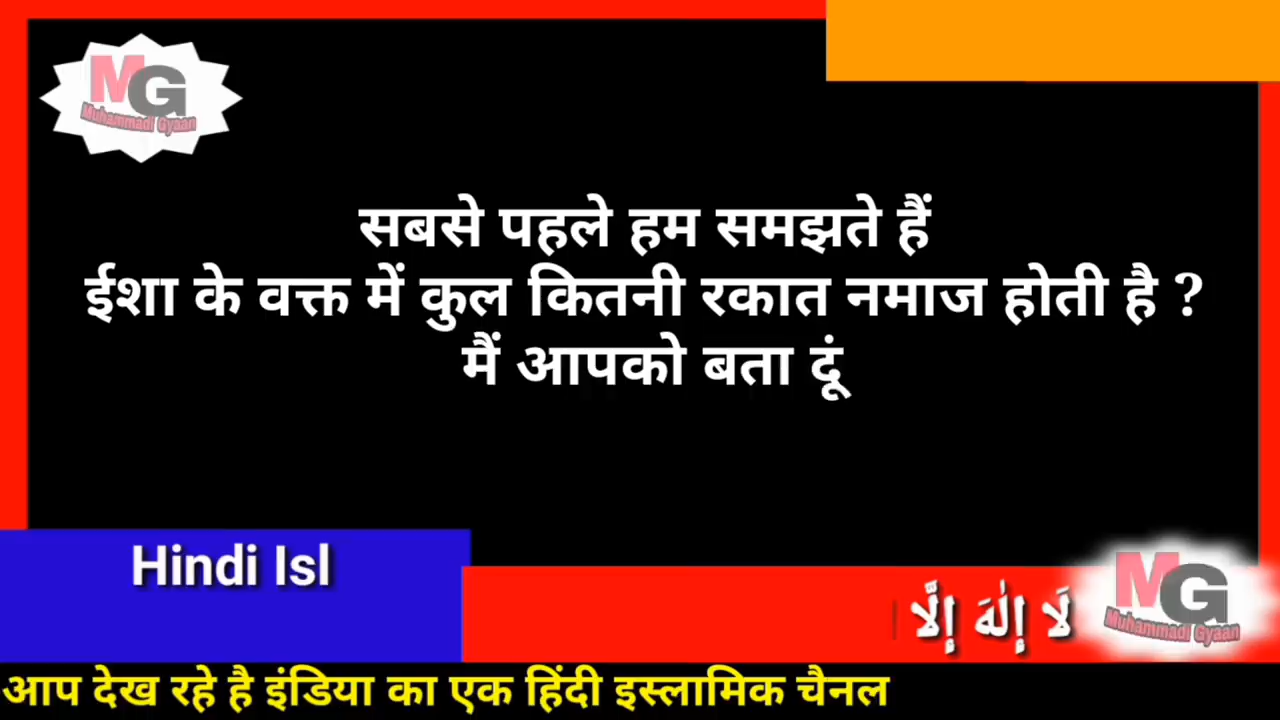 MG
Muhammadi Gyaan
सबसे पहले हम समझते हैं
ईशा के वक्त में कुल कितनी रकात नमाज होती है ?
मैं आपको बता दूं
Hindi Isl
لَا إِلٰهَ إِلَّا
MG
Muhammadi Gyaan
आप देख रहे है इंडिया का एक हिंदी इस्लामिक चैनल